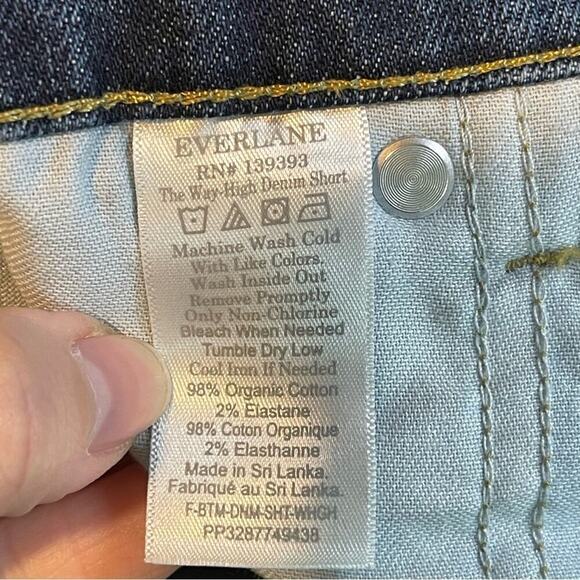 EVERLANE
RN# 139393
The Way-High Denim Short
Machine Wash Cold
With Like Colors.
Wash Inside Out
Remove Promptly
Only Non-Chlorine
Bleach When Needed
Tumble Dry Low
Cool Iron If Needed
98% Organic Cotton
2% Elastane
98% Coton Organique
2% Elasthanne
Made in Sri Lanka.
Fabriqué au Sri Lanka.
F-BTM-DNM-SHT-WHGH
PP3287749438